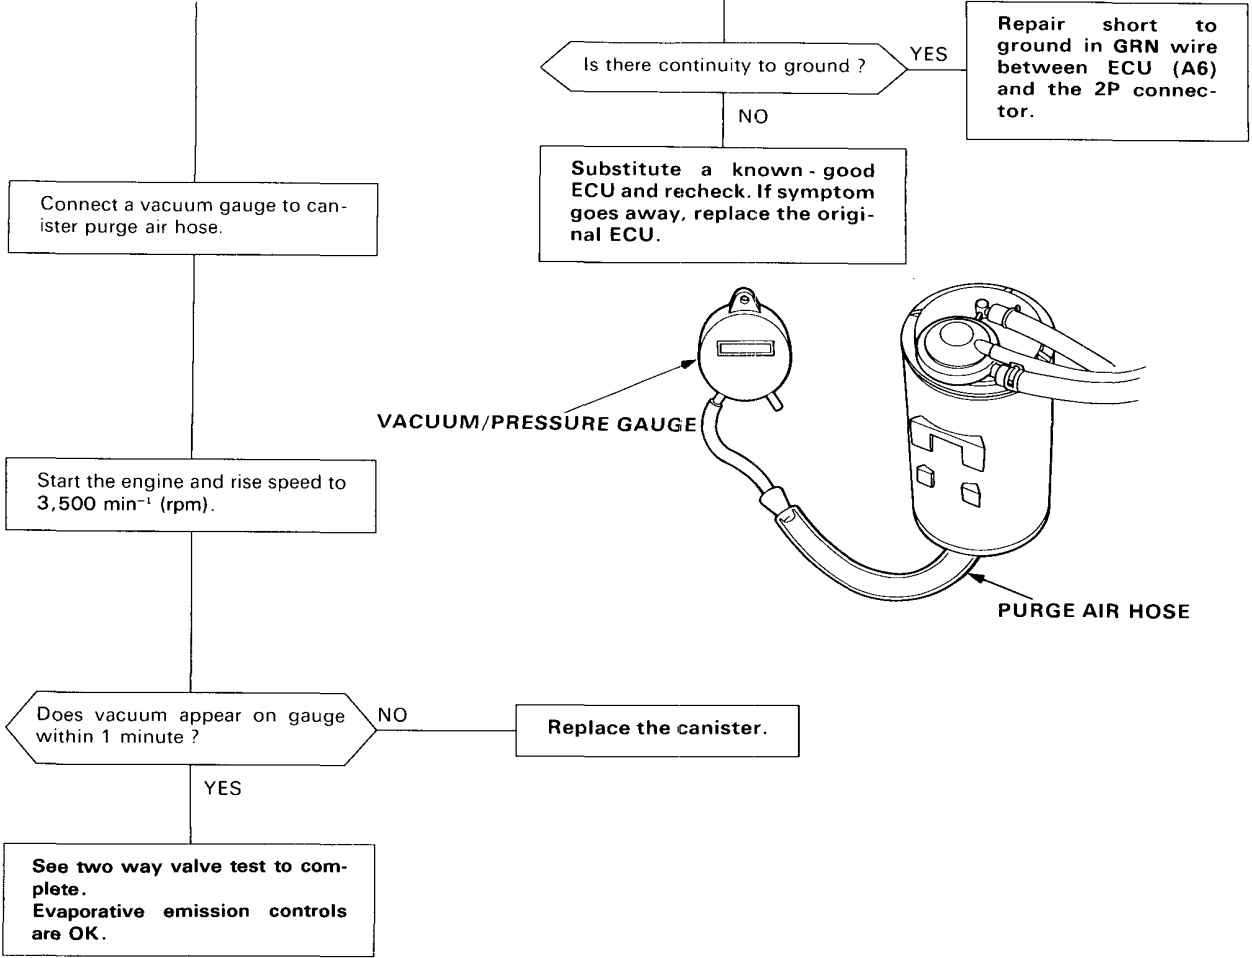 Is there continuity to ground ?
YES
Repair short to
ground in GRN wire
between ECU (A6)
and the 2P connec-
tor.
NO
Substitute a known - good
ECU and recheck. If symptom
goes away, replace the origi-
nal ECU.
Connect a vacuum gauge to can-
ister purge air hose.
VACUUM/PRESSURE GAUGE
PURGE AIR HOSE
Start the engine and rise speed to
3,500 min⁻¹ (rpm).
Does vacuum appear on gauge
within 1 minute ?
NO
Replace the canister.
YES
See two way valve test to com-
plete.
Evaporative emission controls
are OK.